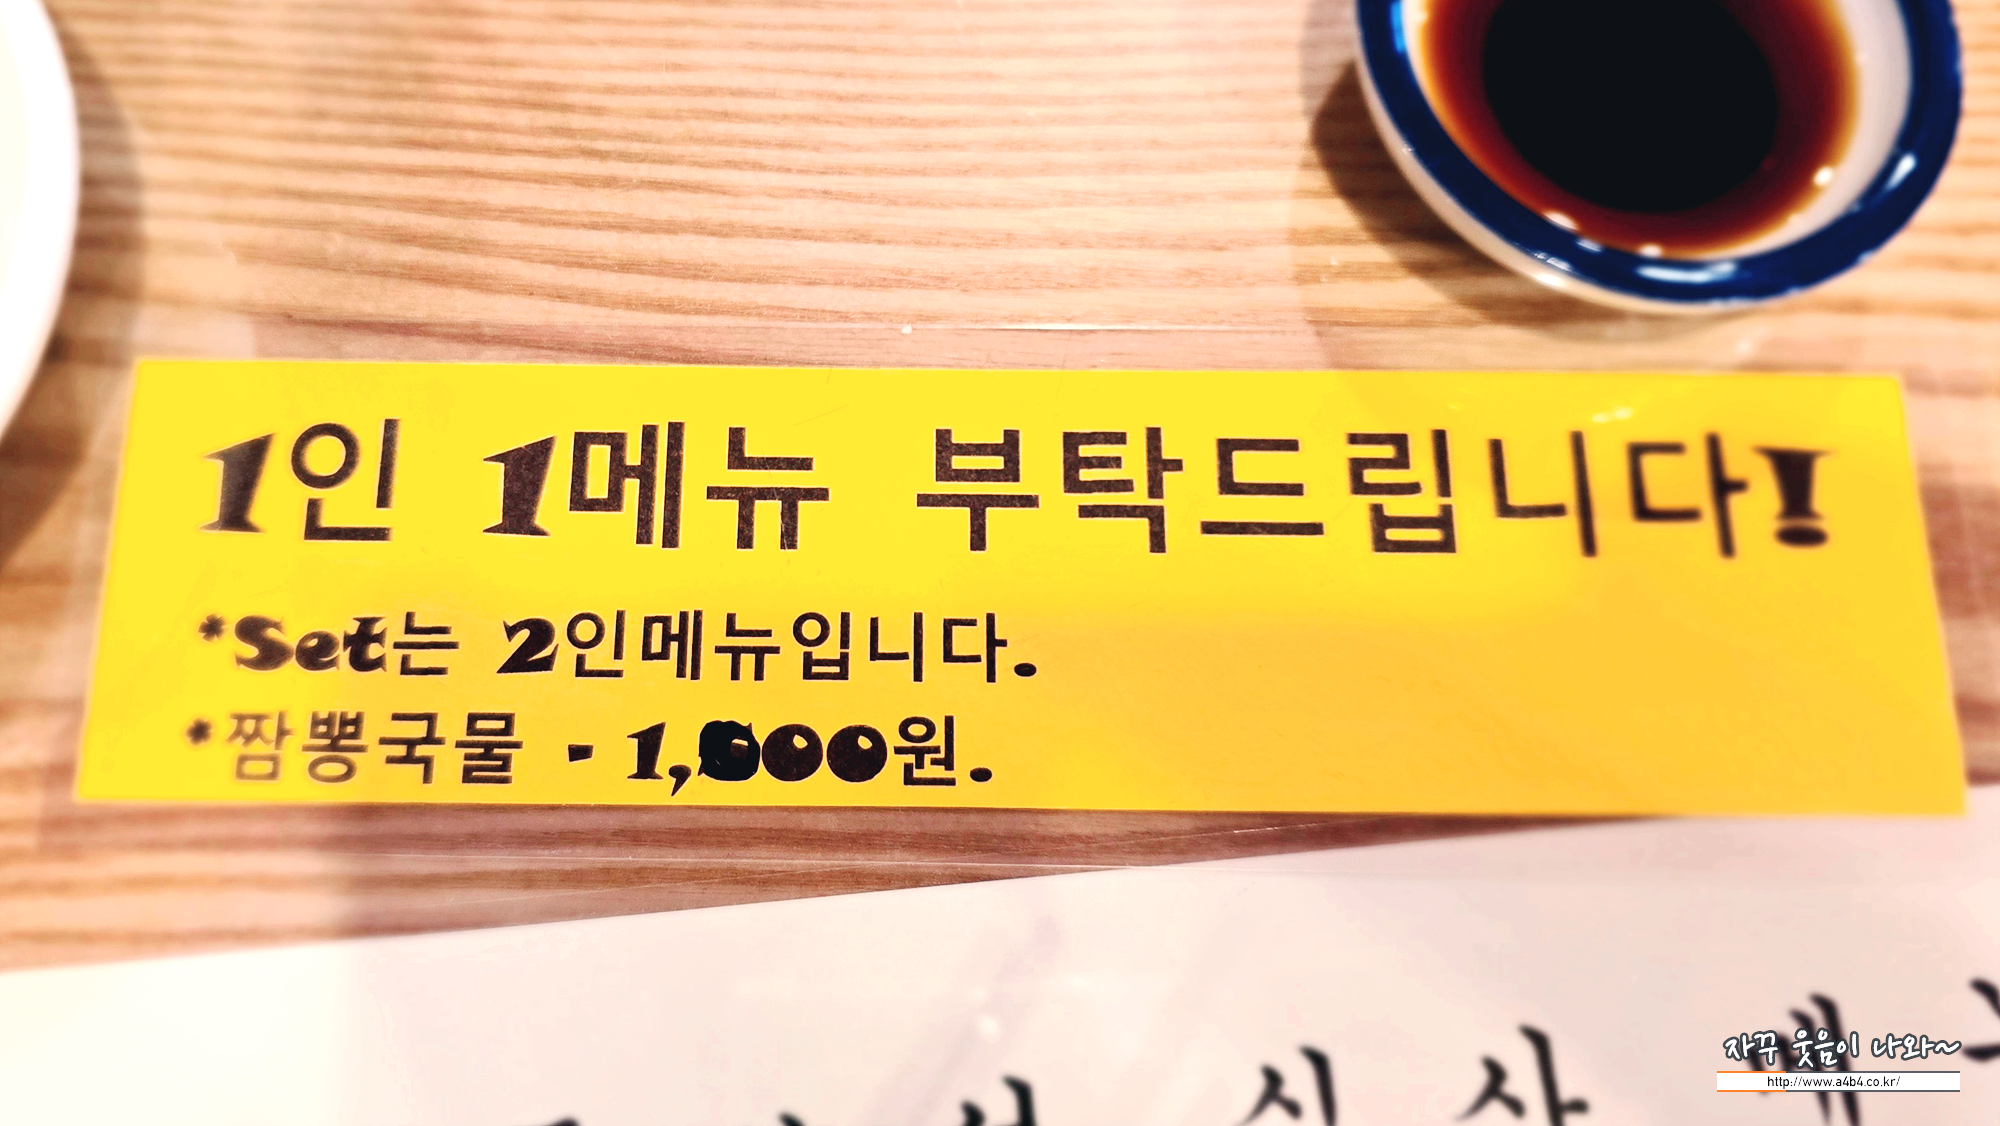 1인 1메뉴 부탁드립니다!
*Set는 2인메뉴입니다.
*짬뽕국물 - 1,000원.
시사
자꾸 웃음이 나와~
http://www.a4b4.co.kr/